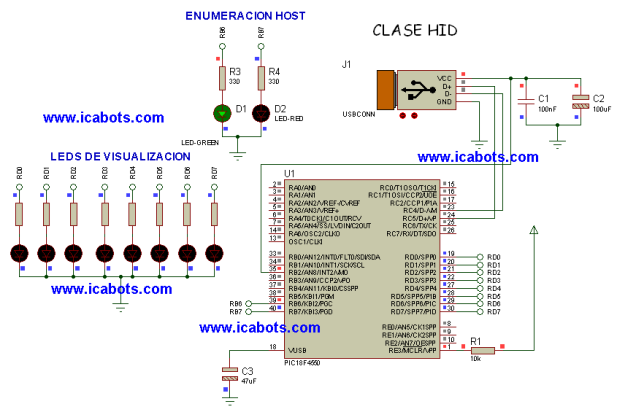 ENUMERACION HOST
CLASE HID
RB6
RB7
R3
330
R4
330
D1
LED-GREEN
D2
LED-RED
www.icabots.com
J1
USBCONN
VCC
D+
D-
GND
C1
100nF
C2
100uF
www.icabots.com
LEDS DE VISUALIZACION
RD0
RD1
RD2
RD3
RD4
RD5
RD6
RD7
www.icabots.com
U1
2 RA0/AN0
3 RA1/AN1
4 RA2/AN2/VREF-/CVREF
5 RA3/AN3/VREF+
6 RA4/T0CKI/C1OUT/RCV
7 RA5/AN4/SS/LVDIN/C2OUT
14 RA6/OSC2/CLKO
13 OSC1/CLKI
33 RB0/AN12/INT0/FLT0/SDI/SDA
34 RB1/AN10/INT1/SCK/SCL
35 RB2/AN8/INT2/VMO
36 RB3/AN9/CCP2/VPO
37 RB4/AN11/KBI0/CSSPP
38 RB5/KBI1/PGM
RB6 39 RB6/KBI2/PGC
RB7 40 RB7/KBI3/PGD
18 VUSB
RC0/T1OSO/T1CKI 15
RC1/T1OSI/CCP2/UOE 16
RC2/CCP1/P1A 17
RC4/D-/VM 23
RC5/D+/VP 24
RC6/TX/CK 25
RC7/RX/DT/SDO 26
RD0/SPP0 19 RD0
RD1/SPP1 20 RD1
RD2/SPP2 21 RD2
RD3/SPP3 22 RD3
RD4/SPP4 27 RD4
RD5/SPP5/P1B 28 RD5
RD6/SPP6/P1C 29 RD6
RD7/SPP7/P1D 30 RD7
RE0/AN5/CK1SPP 8
RE1/AN6/CK2SPP 9
RE2/AN7/OESPP 10
RE3/MCLR/VPP 1
PIC18F4550
www.icabots.com
R1
10k
C3
47uF